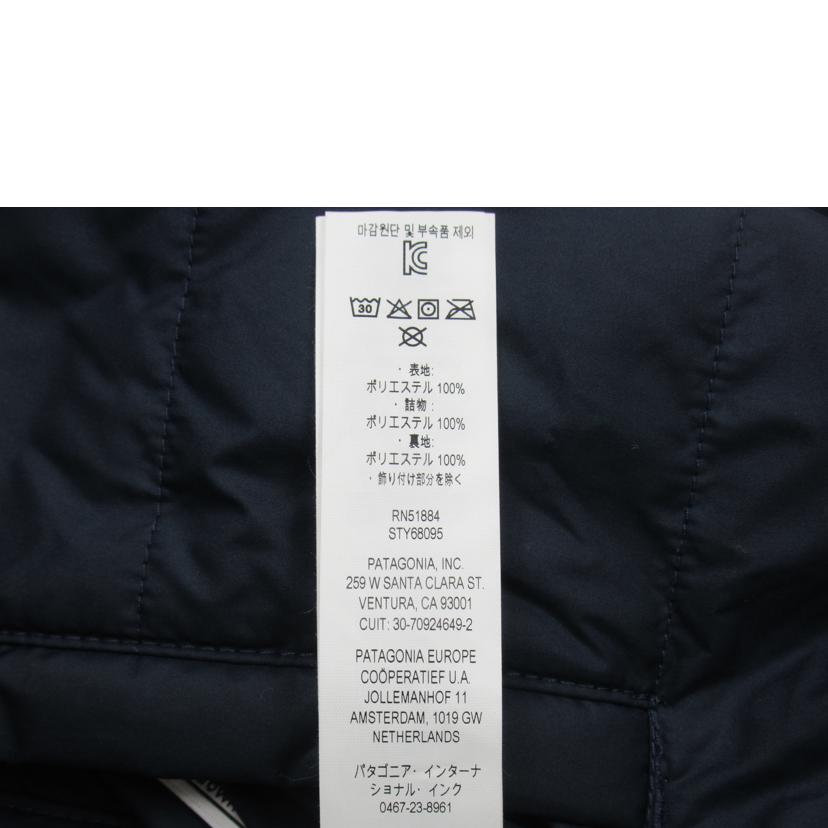 마감원단 및 부속품 제외
KC
30
· 表地:
ポリエステル 100%
· 詰物 :
ポリエステル 100%
· 裏地:
ポリエステル 100%
· 飾り付け部分を除く
RN51884
STY68095
PATAGONIA, INC.
259 W SANTA CLARA ST.
VENTURA, CA 93001
CUIT: 30-70924649-2
PATAGONIA EUROPE
COÖPERATIEF U.A.
JOLLEMANHOF 11
AMSTERDAM, 1019 GW
NETHERLANDS
パタゴニア· インターナ
ショナル · インク
0467-23-8961